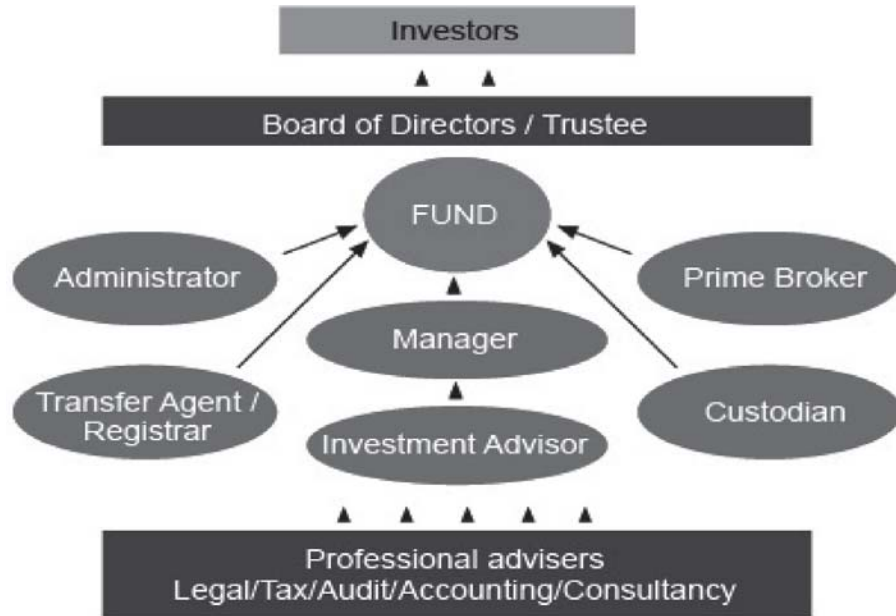 Investors
Board of Directors / Trustee
FUND
Administrator
Prime Broker
Manager
Transfer Agent /
Registrar
Custodian
Investment Advisor
Professional advisers
Legal/Tax/Audit/Accounting/Consultancy